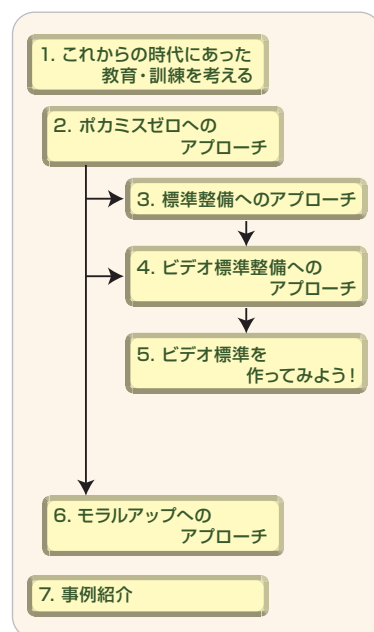 1. これからの時代にあった
教育・訓練を考える
2. ポカミスゼロへの
アプローチ
3. 標準整備へのアプローチ
4. ビデオ標準整備への
アプローチ
5. ビデオ標準を
作ってみよう!
6. モラルアップへの
アプローチ
7. 事例紹介